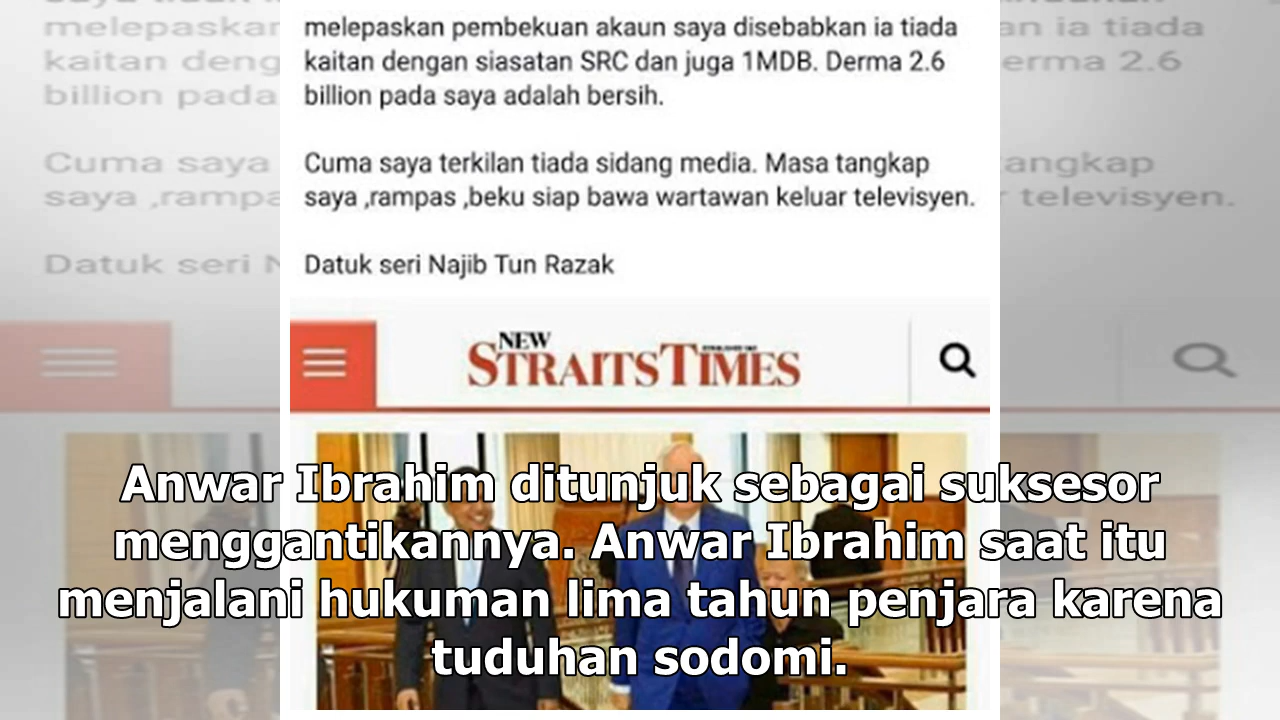 melepaskan pembekuan akaun saya disebabkan ia tiada
kaitan dengan siasatan SRC dan juga 1MDB. Derma 2.6
billion pada saya adalah bersih.
Cuma saya terkilan tiada sidang media. Masa tangkap
saya ,rampas ,beku siap bawa wartawan keluar televisyen.
Datuk seri Najib Tun Razak
NEW
STRAITS TIMES
Anwar Ibrahim ditunjuk sebagai suksesor
menggantikannya. Anwar Ibrahim saat itu
menjalani hukuman lima tahun penjara karena
tuduhan sodomi.